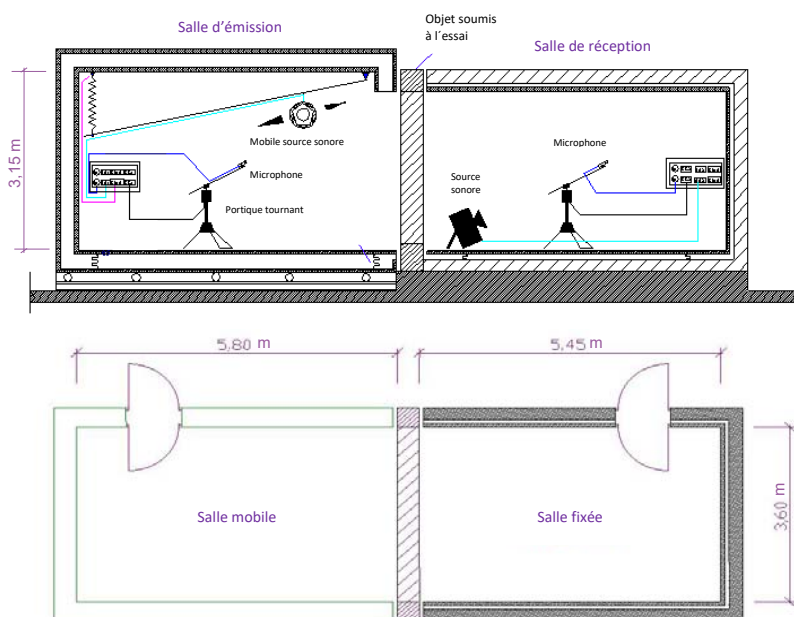 Salle d’émission
Objet soumis
à l´essai
Salle de réception
3,15 m
Mobile source sonore
Microphone
Portique tournant
Microphone
Source
sonore
5,80 m
5,45 m
Salle mobile
Salle fixée
3,60 m